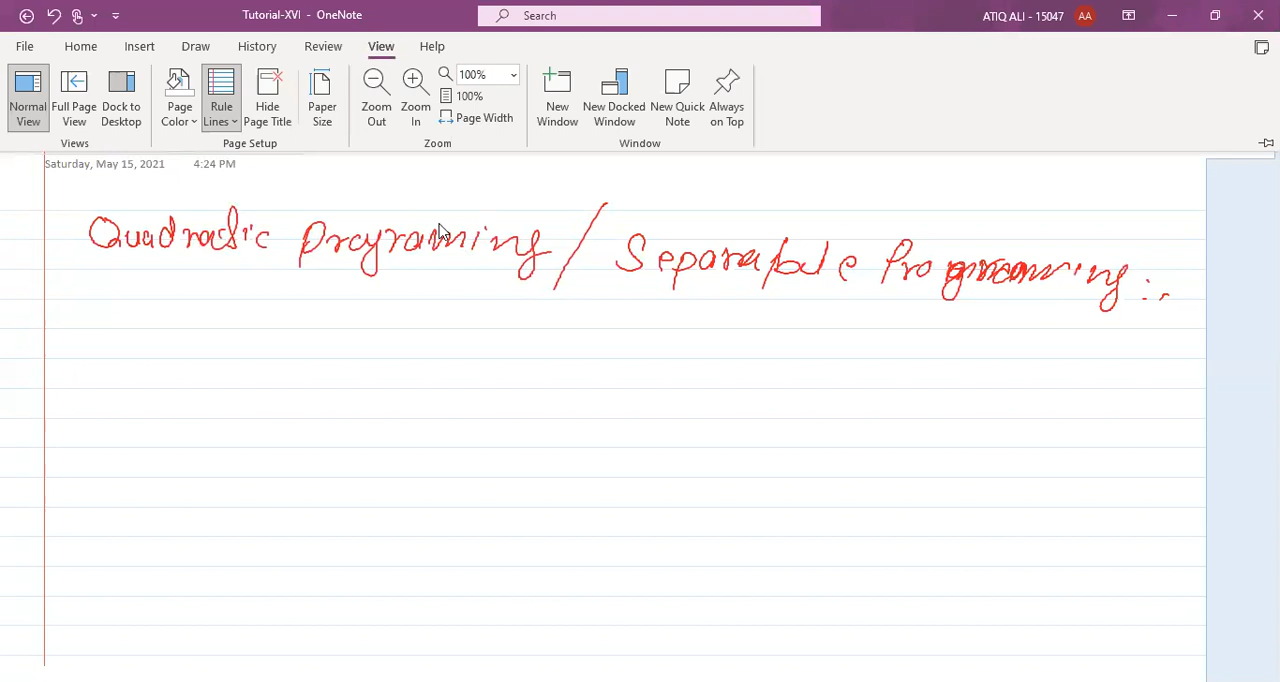 Tutorial-XVI - OneNote
Search
ATIQ ALI - 15047
AA
File Home Insert Draw History Review View Help
Normal View
Full Page View
Dock to Desktop
Page Color
Rule Lines
Hide Page Title
Paper Size
Zoom Out
Zoom In
100%
100%
Page Width
New Window
New Docked Window
New Quick Note
Always on Top
Views Page Setup Zoom Window
Saturday, May 15, 2021 4:24 PM
Quadratic Programing / Separable Programming :-